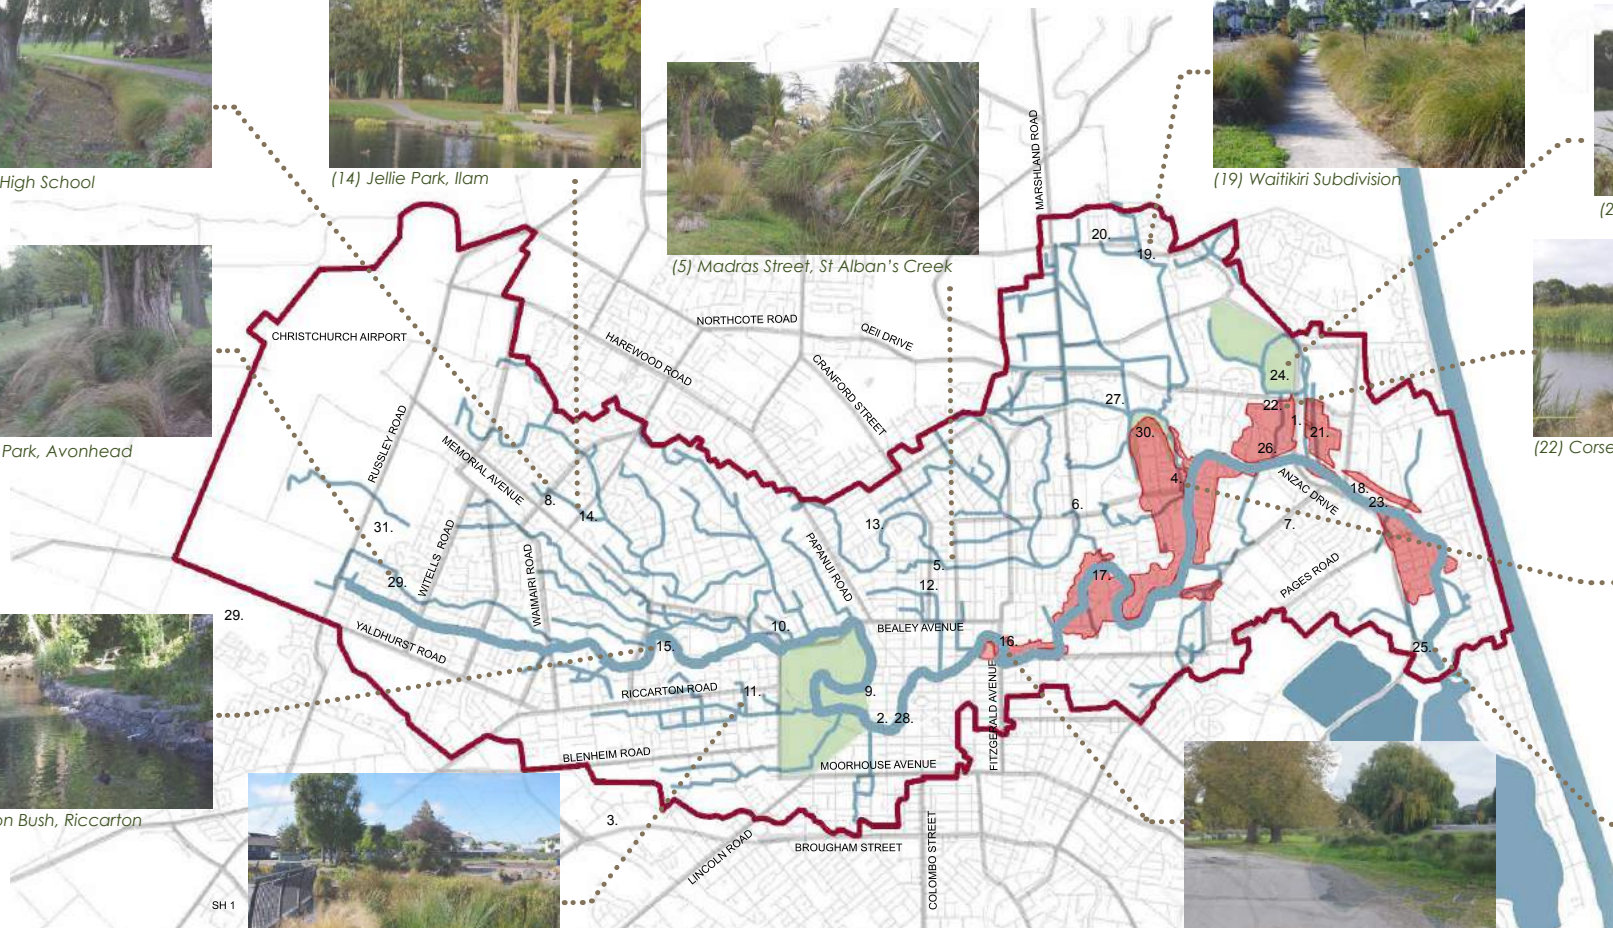 High School
(14) Jellie Park, Ilam
(5) Madras Street, St Alban's Creek
(19) Waitikiri Subdivision
(2
Park, Avonhead
(22) Corse
on Bush, Riccarton
MARSHLAND ROAD
CHRISTCHURCH AIRPORT
NORTHCOTE ROAD
QEII DRIVE
HAREWOOD ROAD
CRANFORD STREET
RUSSLEY ROAD
MEMORIAL AVENUE
WITELLS ROAD
WAIMAIRI ROAD
PAPANUI ROAD
YALDHURST ROAD
BEALEY AVENUE
RICCARTON ROAD
BLENHEIM ROAD
MOORHOUSE AVENUE
FITZGERALD AVENUE
ANZAC DRIVE
PAGES ROAD
LINCOLN ROAD
BROUGHAM STREET
COLOMBO STREET
SH 1
20.
19.
24.
27.
22.
1.
21.
30.
26.
4.
18.
23.
8.
14.
6.
13.
7.
31.
5.
17.
29.
12.
29.
10.
15.
16.
25.
11.
9.
2.
28.
3.